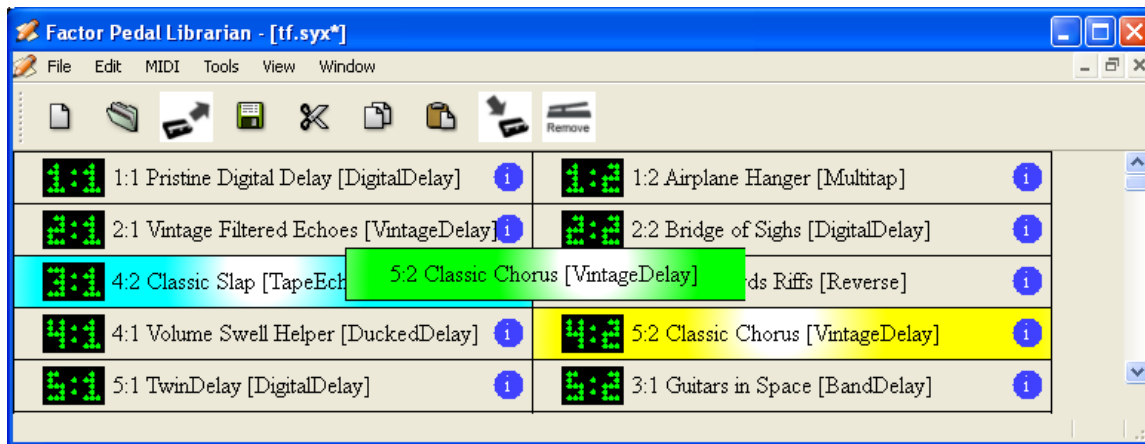 Factor Pedal Librarian - [tf.syx*]
File Edit MIDI Tools View Window
Remove
1:1 1:1 Pristine Digital Delay [DigitalDelay] i 1:2 1:2 Airplane Hanger [Multitap] i
2:1 2:1 Vintage Filtered Echoes [VintageDelay] i 2:2 2:2 Bridge of Sighs [DigitalDelay] i
5:2 Classic Chorus [VintageDelay]
3:1 4:2 Classic Slap [TapeEch rds Riffs [Reverse] i
4:1 4:1 Volume Swell Helper [DuckedDelay] i 4:2 5:2 Classic Chorus [VintageDelay] i
5:1 5:1 TwinDelay [DigitalDelay] i 5:2 3:1 Guitars in Space [BandDelay] i